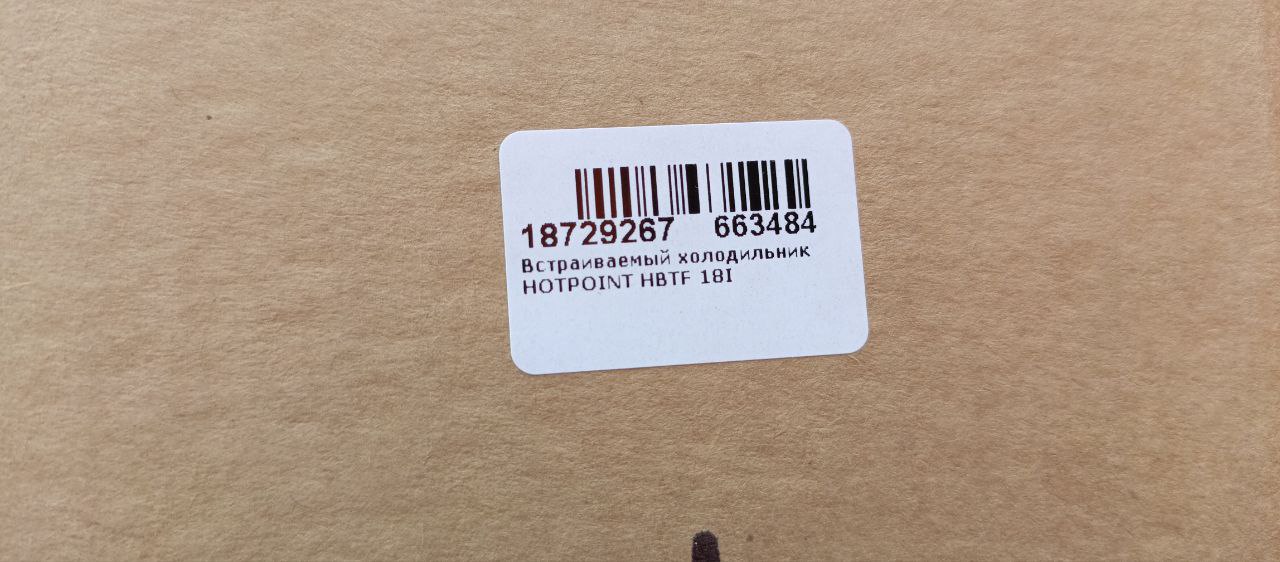 18729267 663484
Встраиваемый холодильник
HOTPOINT HBTF 18I